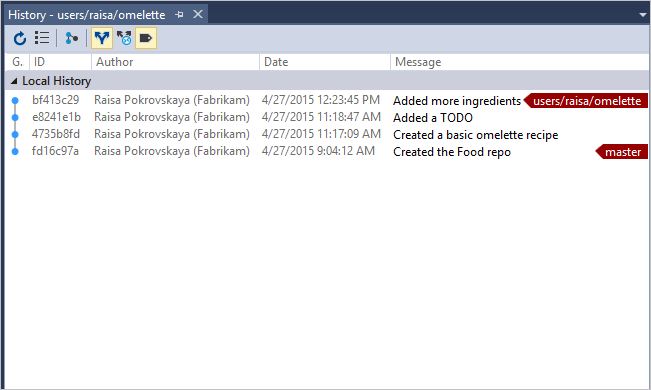 History - users/raisa/omelette
G. ID Author Date Message
Local History
bf413c29 Raisa Pokrovskaya (Fabrikam) 4/27/2015 12:23:45 PM Added more ingredients users/raisa/omelette
e8241e1b Raisa Pokrovskaya (Fabrikam) 4/27/2015 11:18:47 AM Added a TODO
4735b8fd Raisa Pokrovskaya (Fabrikam) 4/27/2015 11:17:09 AM Created a basic omelette recipe
fd16c97a Raisa Pokrovskaya (Fabrikam) 4/27/2015 9:04:12 AM Created the Food repo master